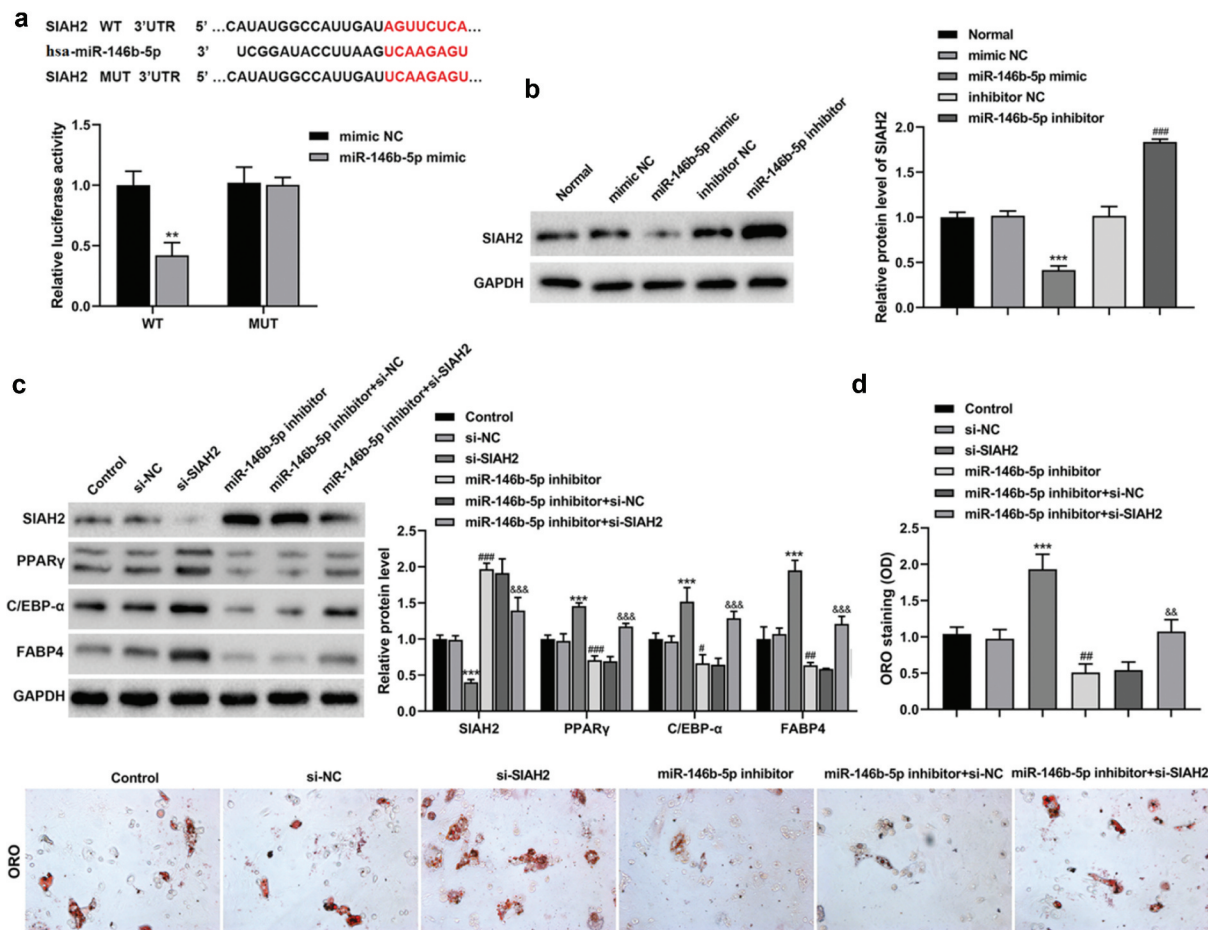 a
SIAH2 WT 3'UTR 5' ...CAUAUGGCCAUUGAUAGUUCUCA...
hsa-miR-146b-5p 3' UCGGAUACCUUAAGUCAAGAGU
SIAH2 MUT 3'UTR 5' ...CAUAUGGCCAUUGAUUCAAGAGU...
Relative luciferase activity
1.5
1.0
0.5
0.0
**
WT
MUT
mimic NC
miR-146b-5p mimic
b
Normal
mimic NC
miR-146b-5p mimic
inhibitor NC
miR-146b-5p inhibitor
SIAH2
GAPDH
Normal
mimic NC
miR-146b-5p mimic
inhibitor NC
miR-146b-5p inhibitor
Relative protein level of SIAH2
2.0
1.5
1.0
0.5
0.0
***
###
c
Control
si-NC
si-SIAH2
miR-146b-5p inhibitor
miR-146b-5p inhibitor+si-NC
miR-146b-5p inhibitor+si-SIAH2
SIAH2
PPARγ
C/EBP-α
FABP4
GAPDH
Control
si-NC
si-SIAH2
miR-146b-5p inhibitor
miR-146b-5p inhibitor+si-NC
miR-146b-5p inhibitor+si-SIAH2
Relative protein level
2.5
2.0
1.5
1.0
0.5
0.0
*** ### &&&
*** ### &&&
*** # &&&
*** ## &&&
SIAH2
PPARγ
C/EBP-α
FABP4
d
Control
si-NC
si-SIAH2
miR-146b-5p inhibitor
miR-146b-5p inhibitor+si-NC
miR-146b-5p inhibitor+si-SIAH2
ORO staining (OD)
2.5
2.0
1.5
1.0
0.5
0.0
***
##
&&
Control
si-NC
si-SIAH2
miR-146b-5p inhibitor
miR-146b-5p inhibitor+si-NC
miR-146b-5p inhibitor+si-SIAH2
ORO